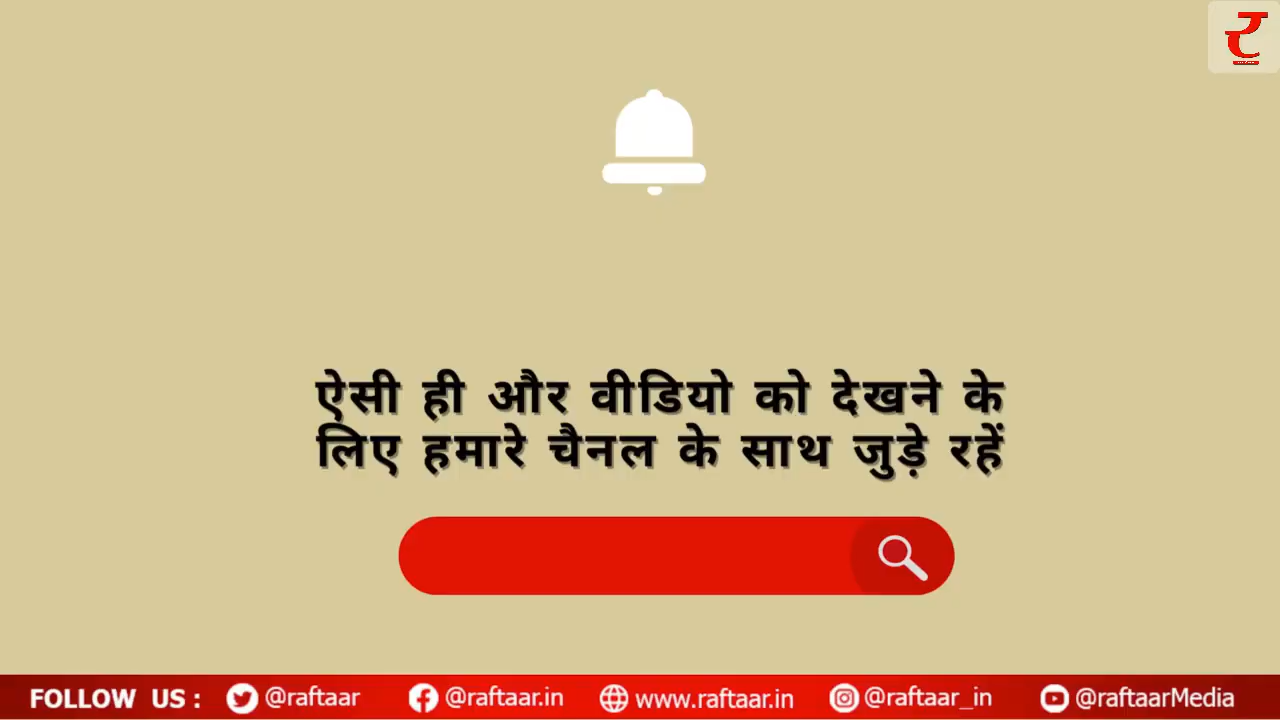 ऐसी ही और वीडियो को देखने के
लिए हमारे चैनल के साथ जुड़े रहें
FOLLOW US : @raftaar @raftaar.in www.raftaar.in @raftaar_in @raftaarMedia